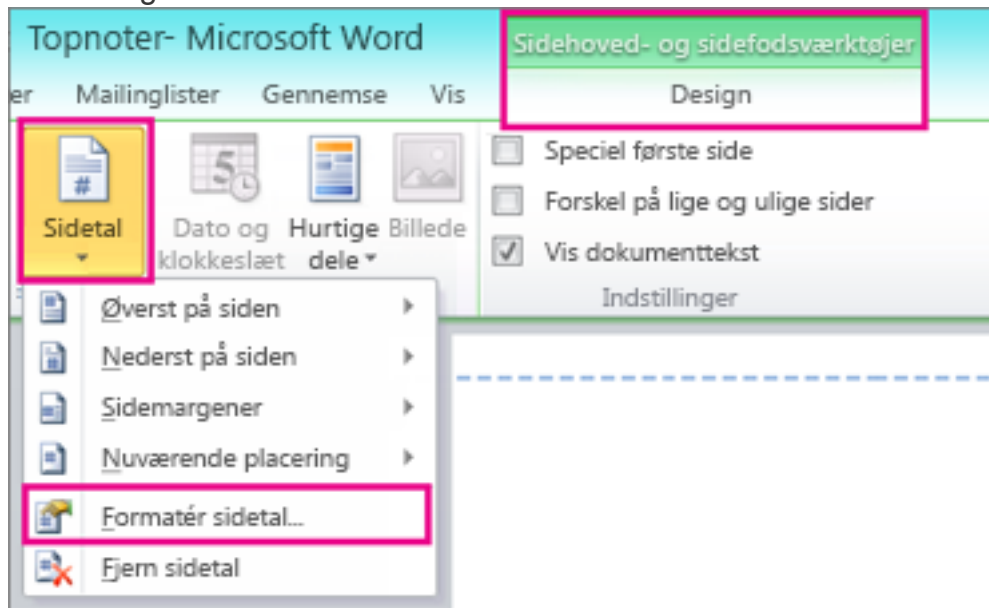 Topnoter- Microsoft Word
Sidehoved- og sidefodsværktøjer
er Mailinglister Gennemse Vis Design
Sidetal
Dato og klokkeslæt
Hurtige dele
Billede
Speciel første side
Forskel på lige og ulige sider
Vis dokumenttekst
Indstillinger
Øverst på siden
Nederst på siden
Sidemargener
Nuværende placering
Formatér sidetal...
Fjern sidetal